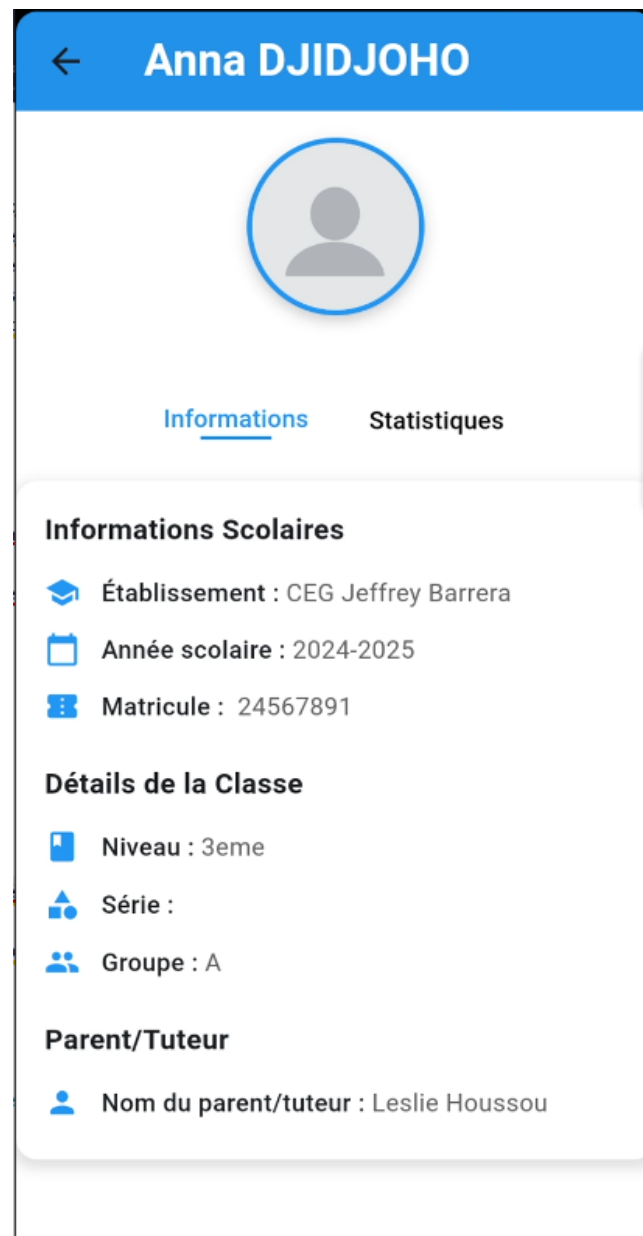 Anna DJIDJOHO
Informations Statistiques
Informations Scolaires
Établissement : CEG Jeffrey Barrera
Année scolaire : 2024-2025
Matricule : 24567891
Détails de la Classe
Niveau : 3eme
Série :
Groupe : A
Parent/Tuteur
Nom du parent/tuteur : Leslie Houssou